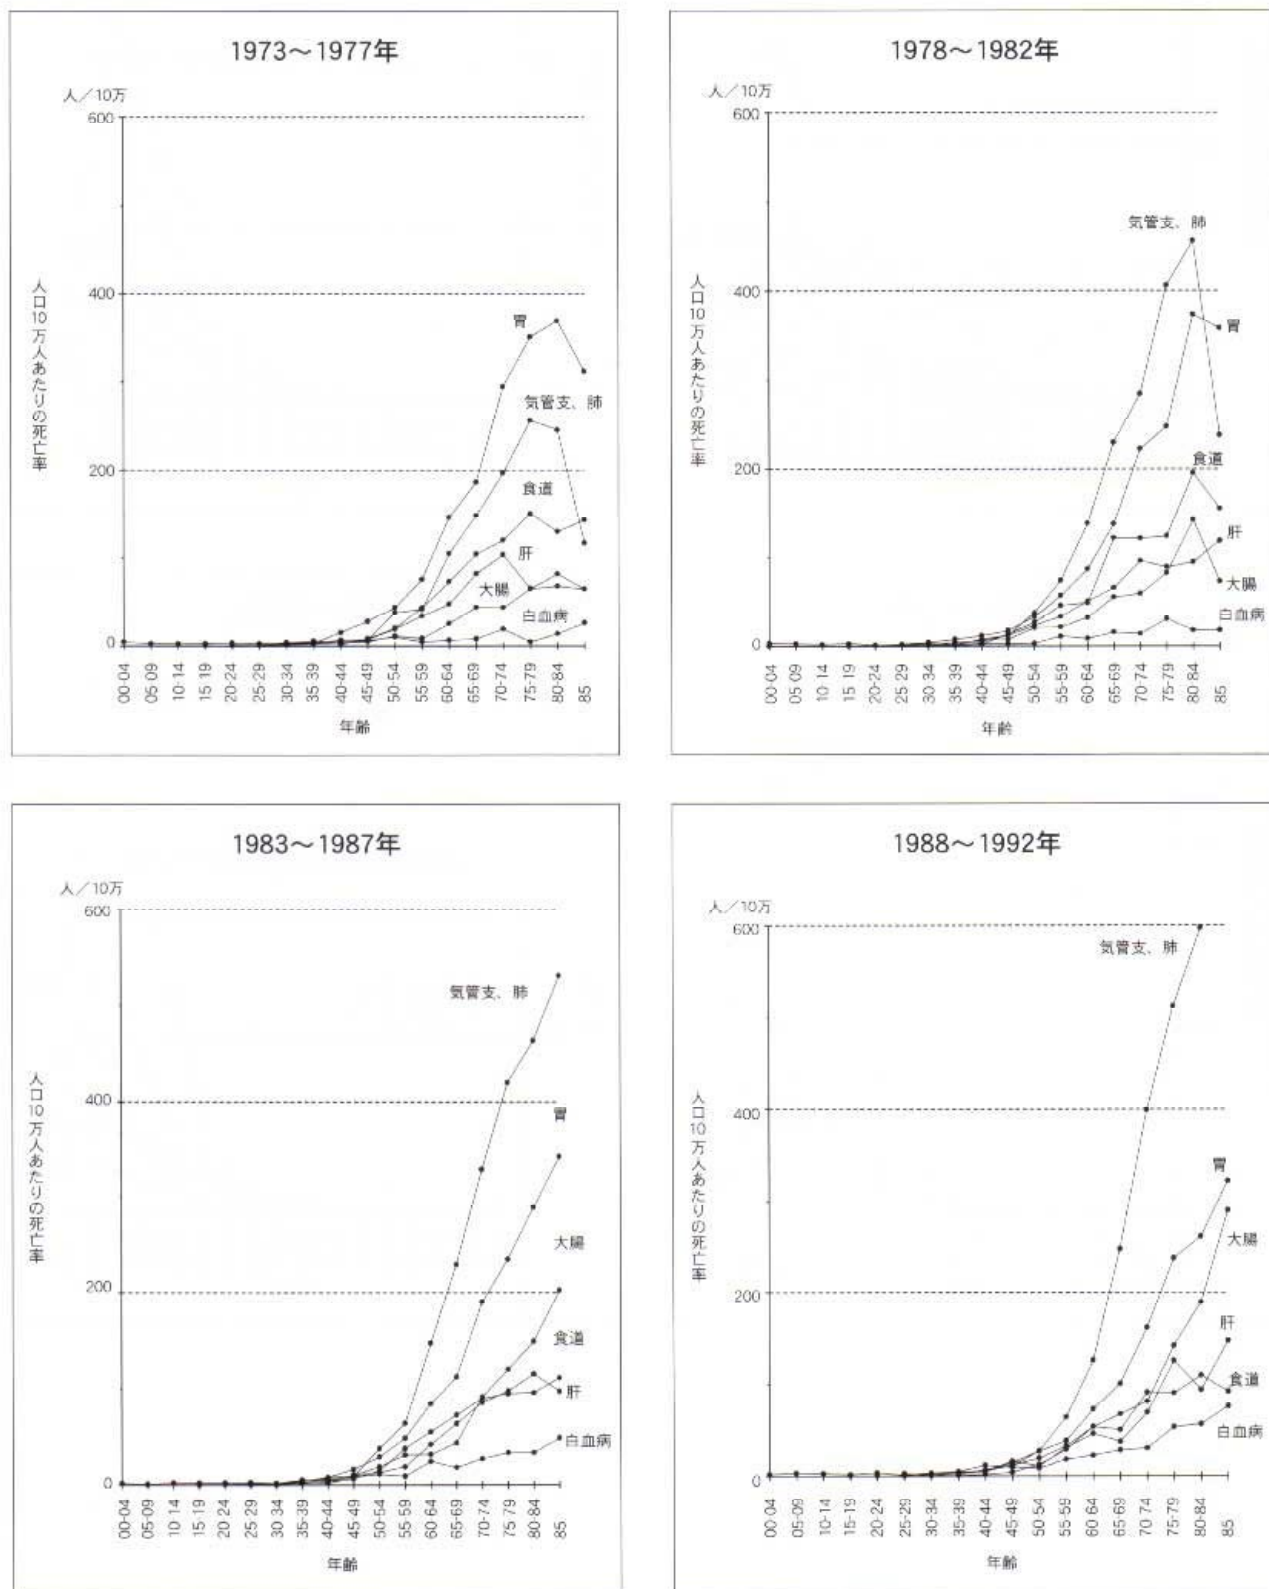 1973～1977年
人／10万
600
400
200
0
人口10万人あたりの死亡率
胃
気管支、肺
食道
肝
大腸
白血病
00-04 05-09 10-14 15-19 20-24 25-29 30-34 35-39 40-44 45-49 50-54 55-59 60-64 65-69 70-74 75-79 80-84 85
年齢
1978～1982年
人／10万
600
400
200
0
人口10万人あたりの死亡率
気管支、肺
胃
食道
肝
大腸
白血病
00-04 05-09 10-14 15-19 20-24 25-29 30-34 35-39 40-44 45-49 50-54 55-59 60-64 65-69 70-74 75-79 80-84 85
年齢
1983～1987年
人／10万
600
400
200
0
人口10万人あたりの死亡率
気管支、肺
胃
大腸
食道
肝
白血病
00-04 05-09 10-14 15-19 20-24 25-29 30-34 35-39 40-44 45-49 50-54 55-59 60-64 65-69 70-74 75-79 80-84 85
年齢
1988～1992年
人／10万
600
400
200
0
人口10万人あたりの死亡率
気管支、肺
胃
大腸
肝
食道
白血病
00-04 05-09 10-14 15-19 20-24 25-29 30-34 35-39 40-44 45-49 50-54 55-59 60-64 65-69 70-74 75-79 80-84 85
年齢